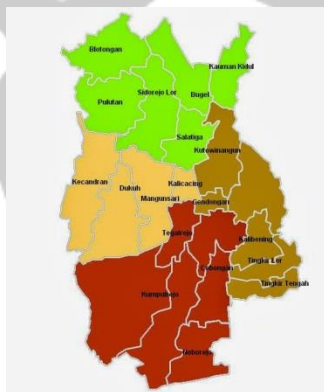 Blotongan
Kauman Kidul
Sidorejo Lor
Bugel
Pulutan
Salatiga
Kutowinangun
Kecandran
Dukuh
Kalicacing
Mangunsari
Gendongan
Tegalrejo
Kalibening
Tingkir Lor
Tingkir Tengah
Kumpulrejo
Noborejo